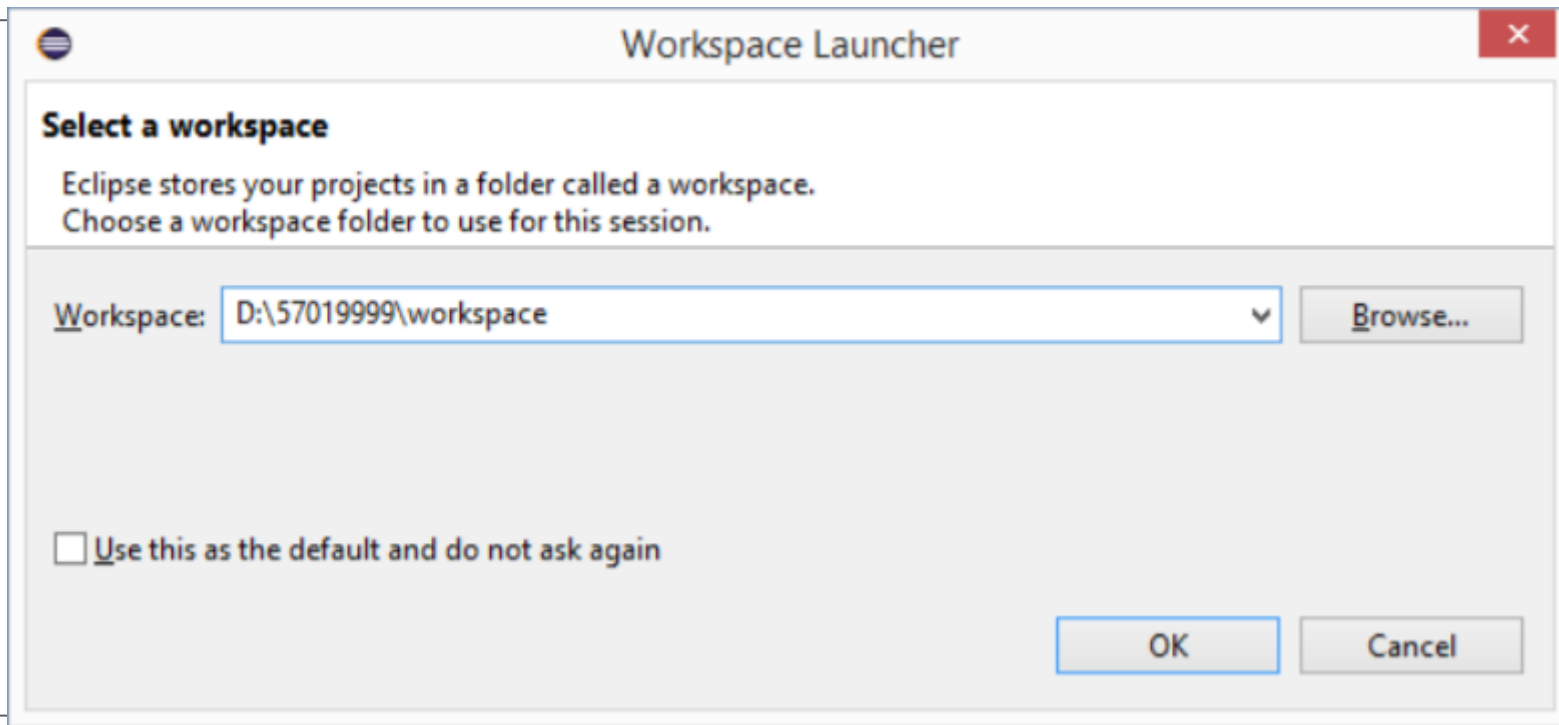 Workspace Launcher
Select a workspace
Eclipse stores your projects in a folder called a workspace.
Choose a workspace folder to use for this session.
Workspace: D:\57019999\workspace Browse...
Use this as the default and do not ask again
OK Cancel